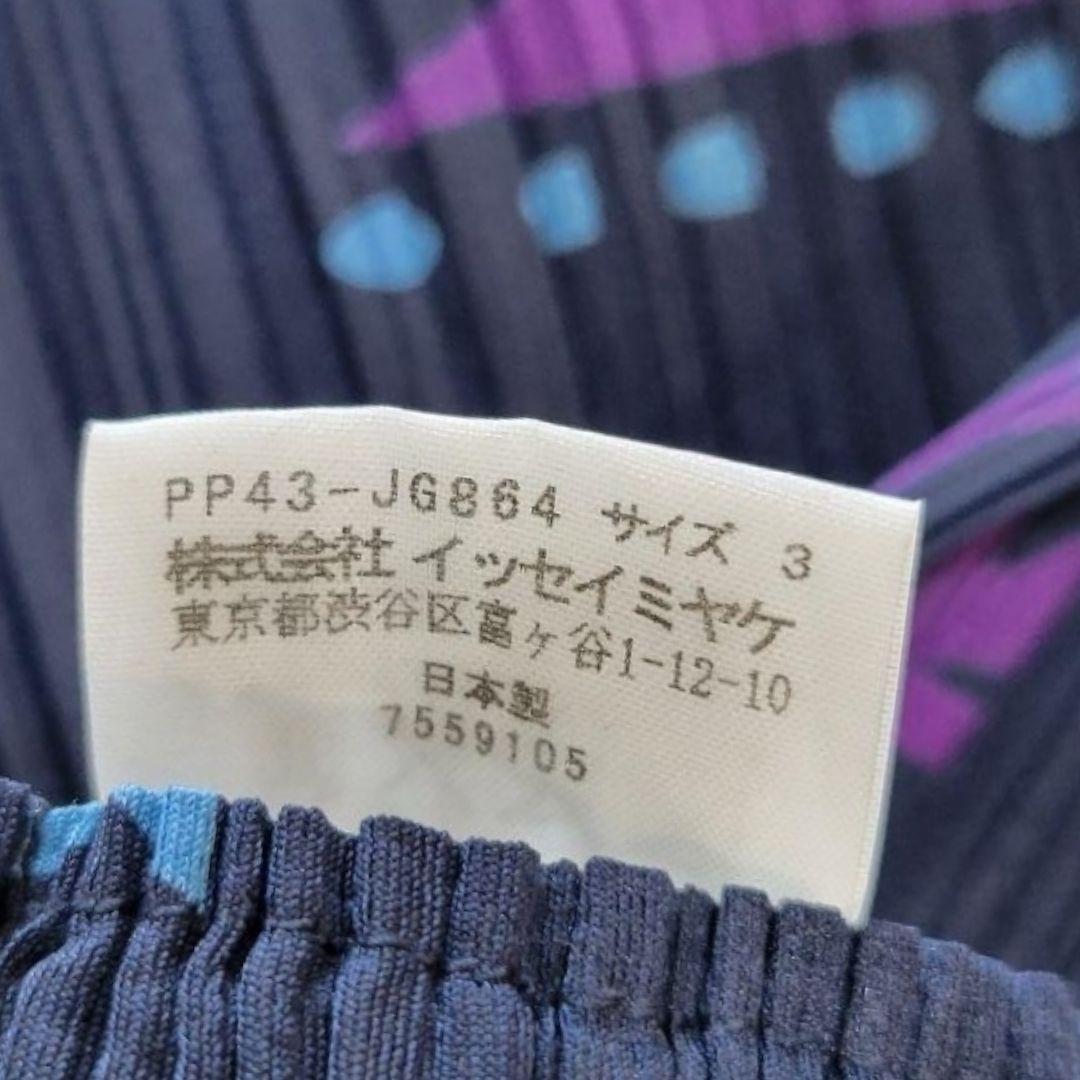 PP43-JG864 サイズ 3
株式会社 イッセイミヤケ
東京都渋谷区富ヶ谷1-12-10
日本製
7559105